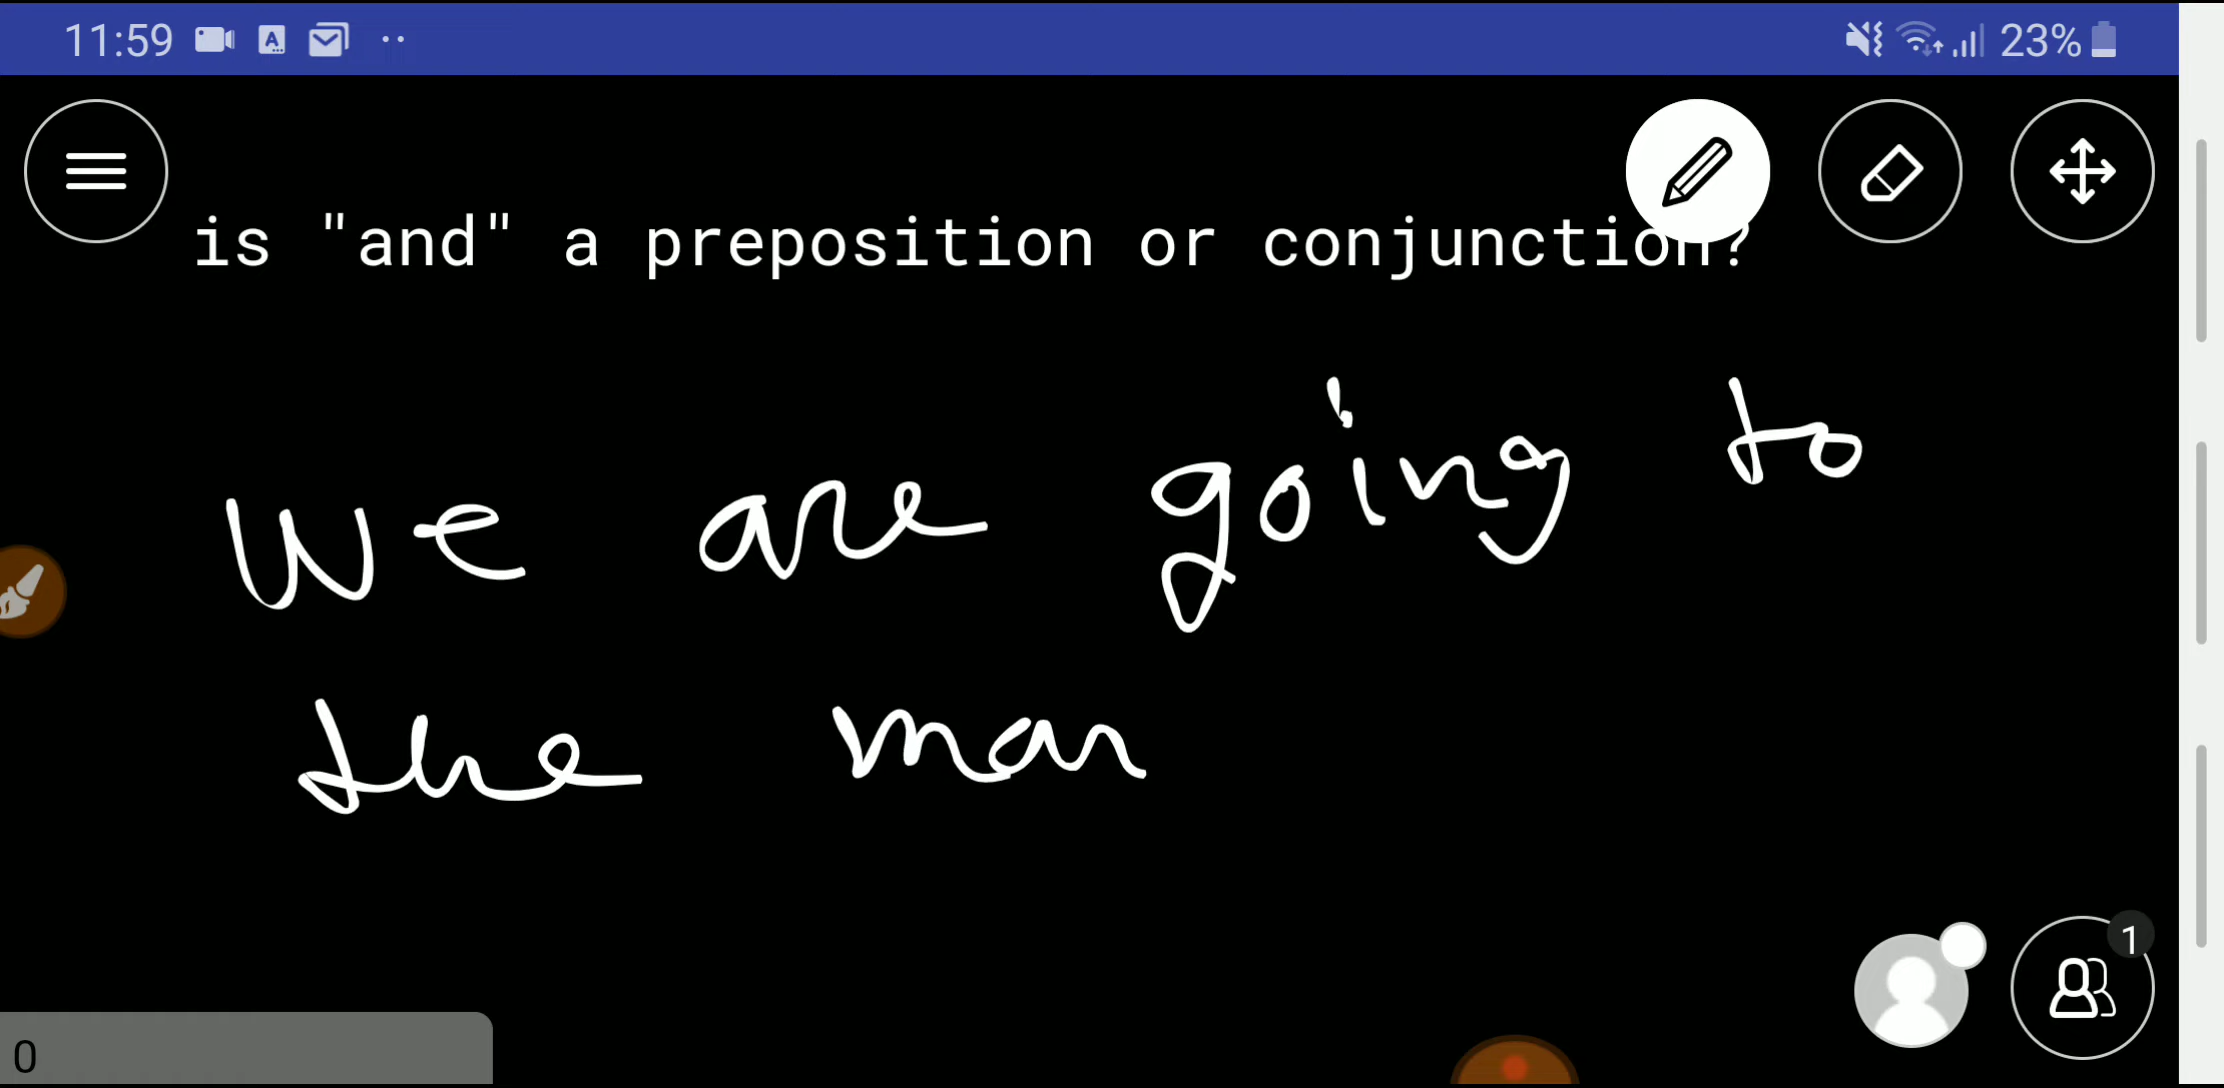 11:59 23%
is "and" a preposition or conjunction?
We are going to
the man
1
0